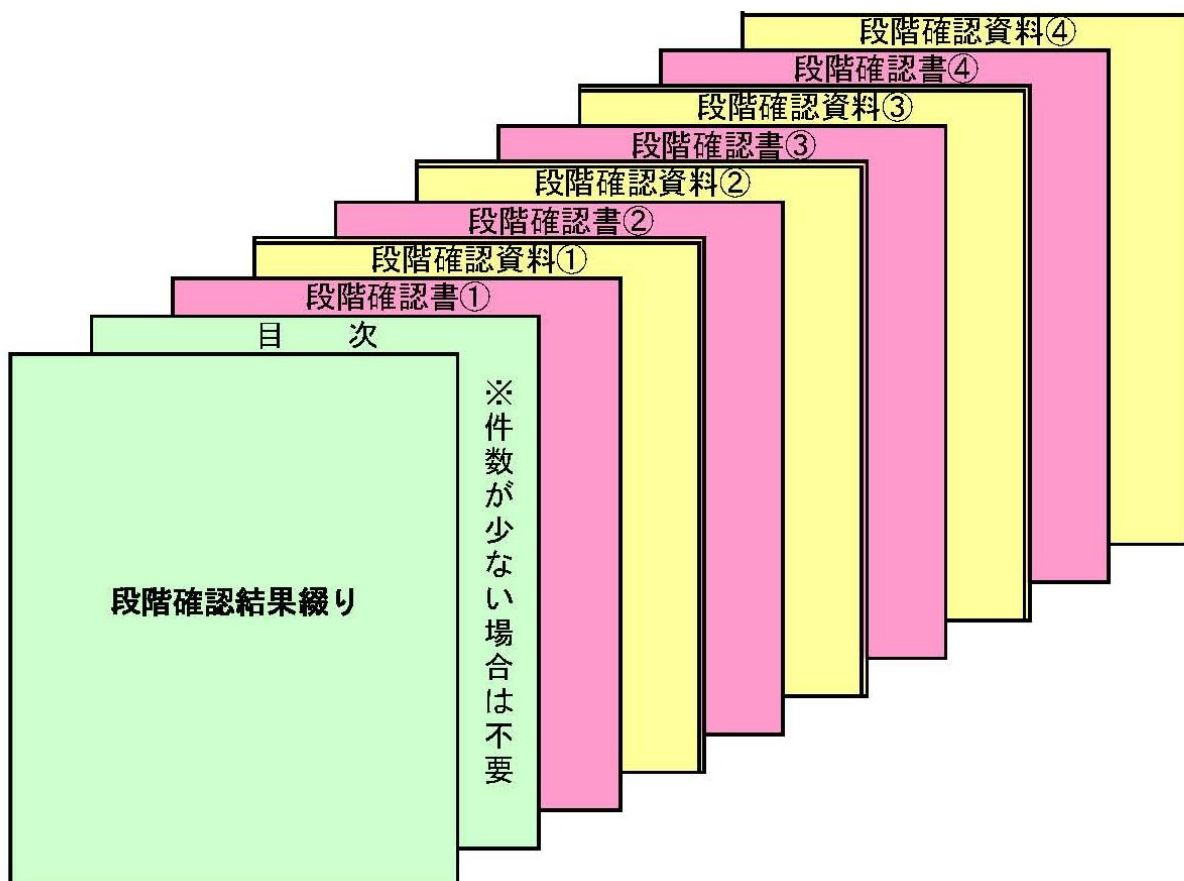 段階確認資料④
段階確認書④
段階確認資料③
段階確認書③
段階確認資料②
段階確認書②
段階確認資料①
段階確認書①
目　次
※件数が少ない場合は不要
段階確認結果綴り